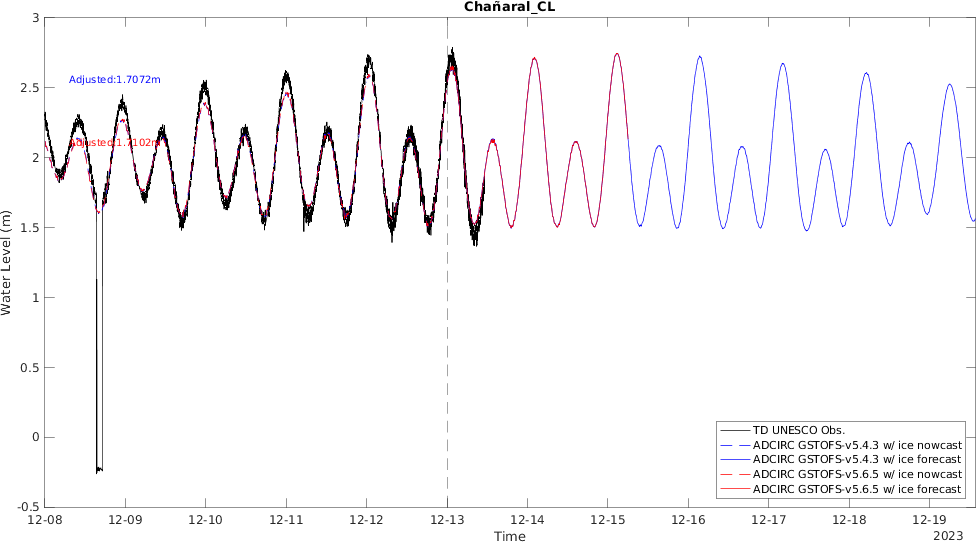 Chañaral_CL
3
2.5
2
1.5
1
0.5
0
-0.5
Water Level (m)
Adjusted:1.7072m
Adjusted:1.7102m
TD UNESCO Obs.
ADCIRC GSTOFS-v5.4.3 w/ ice nowcast
ADCIRC GSTOFS-v5.4.3 w/ ice forecast
ADCIRC GSTOFS-v5.6.5 w/ ice nowcast
ADCIRC GSTOFS-v5.6.5 w/ ice forecast
12-08 12-09 12-10 12-11 12-12 12-13 12-14 12-15 12-16 12-17 12-18 12-19
Time
2023